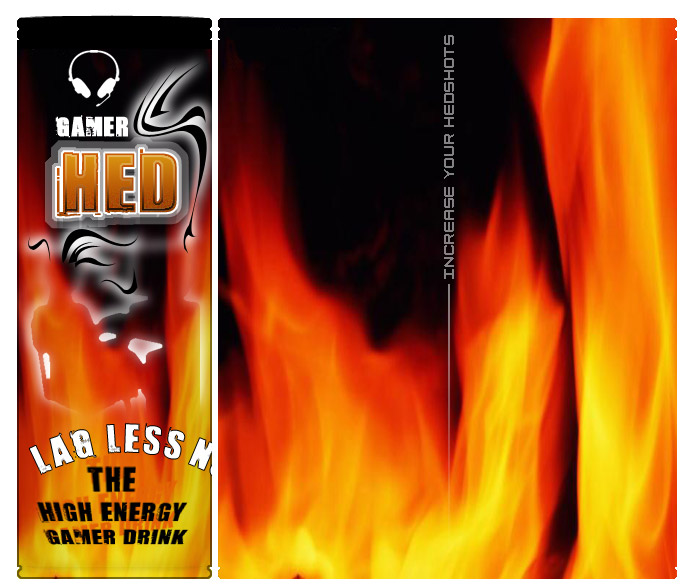 GAMER
HED
LAG LESS
THE
HIGH ENERGY
GAMER DRINK
INCREASE YOUR HEDSHOTS